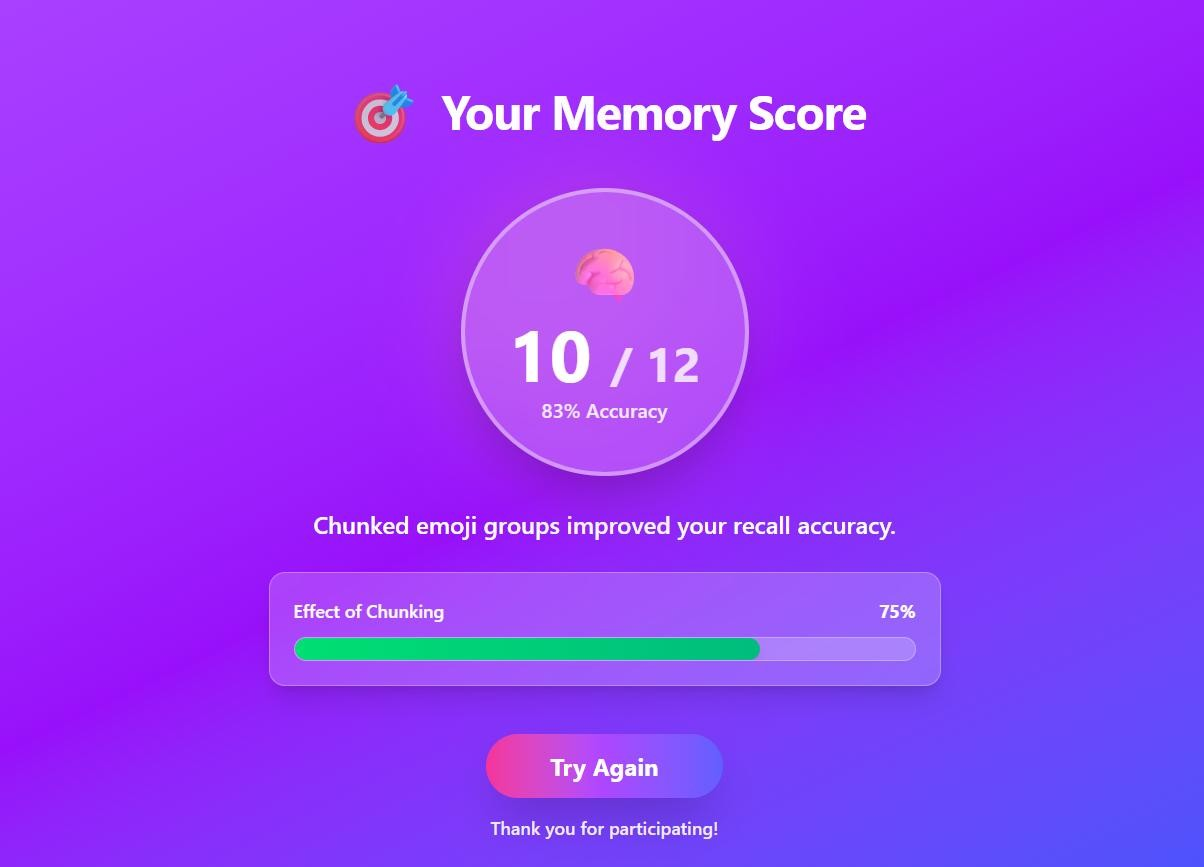 Your Memory Score
10 / 12
83% Accuracy
Chunked emoji groups improved your recall accuracy.
Effect of Chunking 75%
Try Again
Thank you for participating!